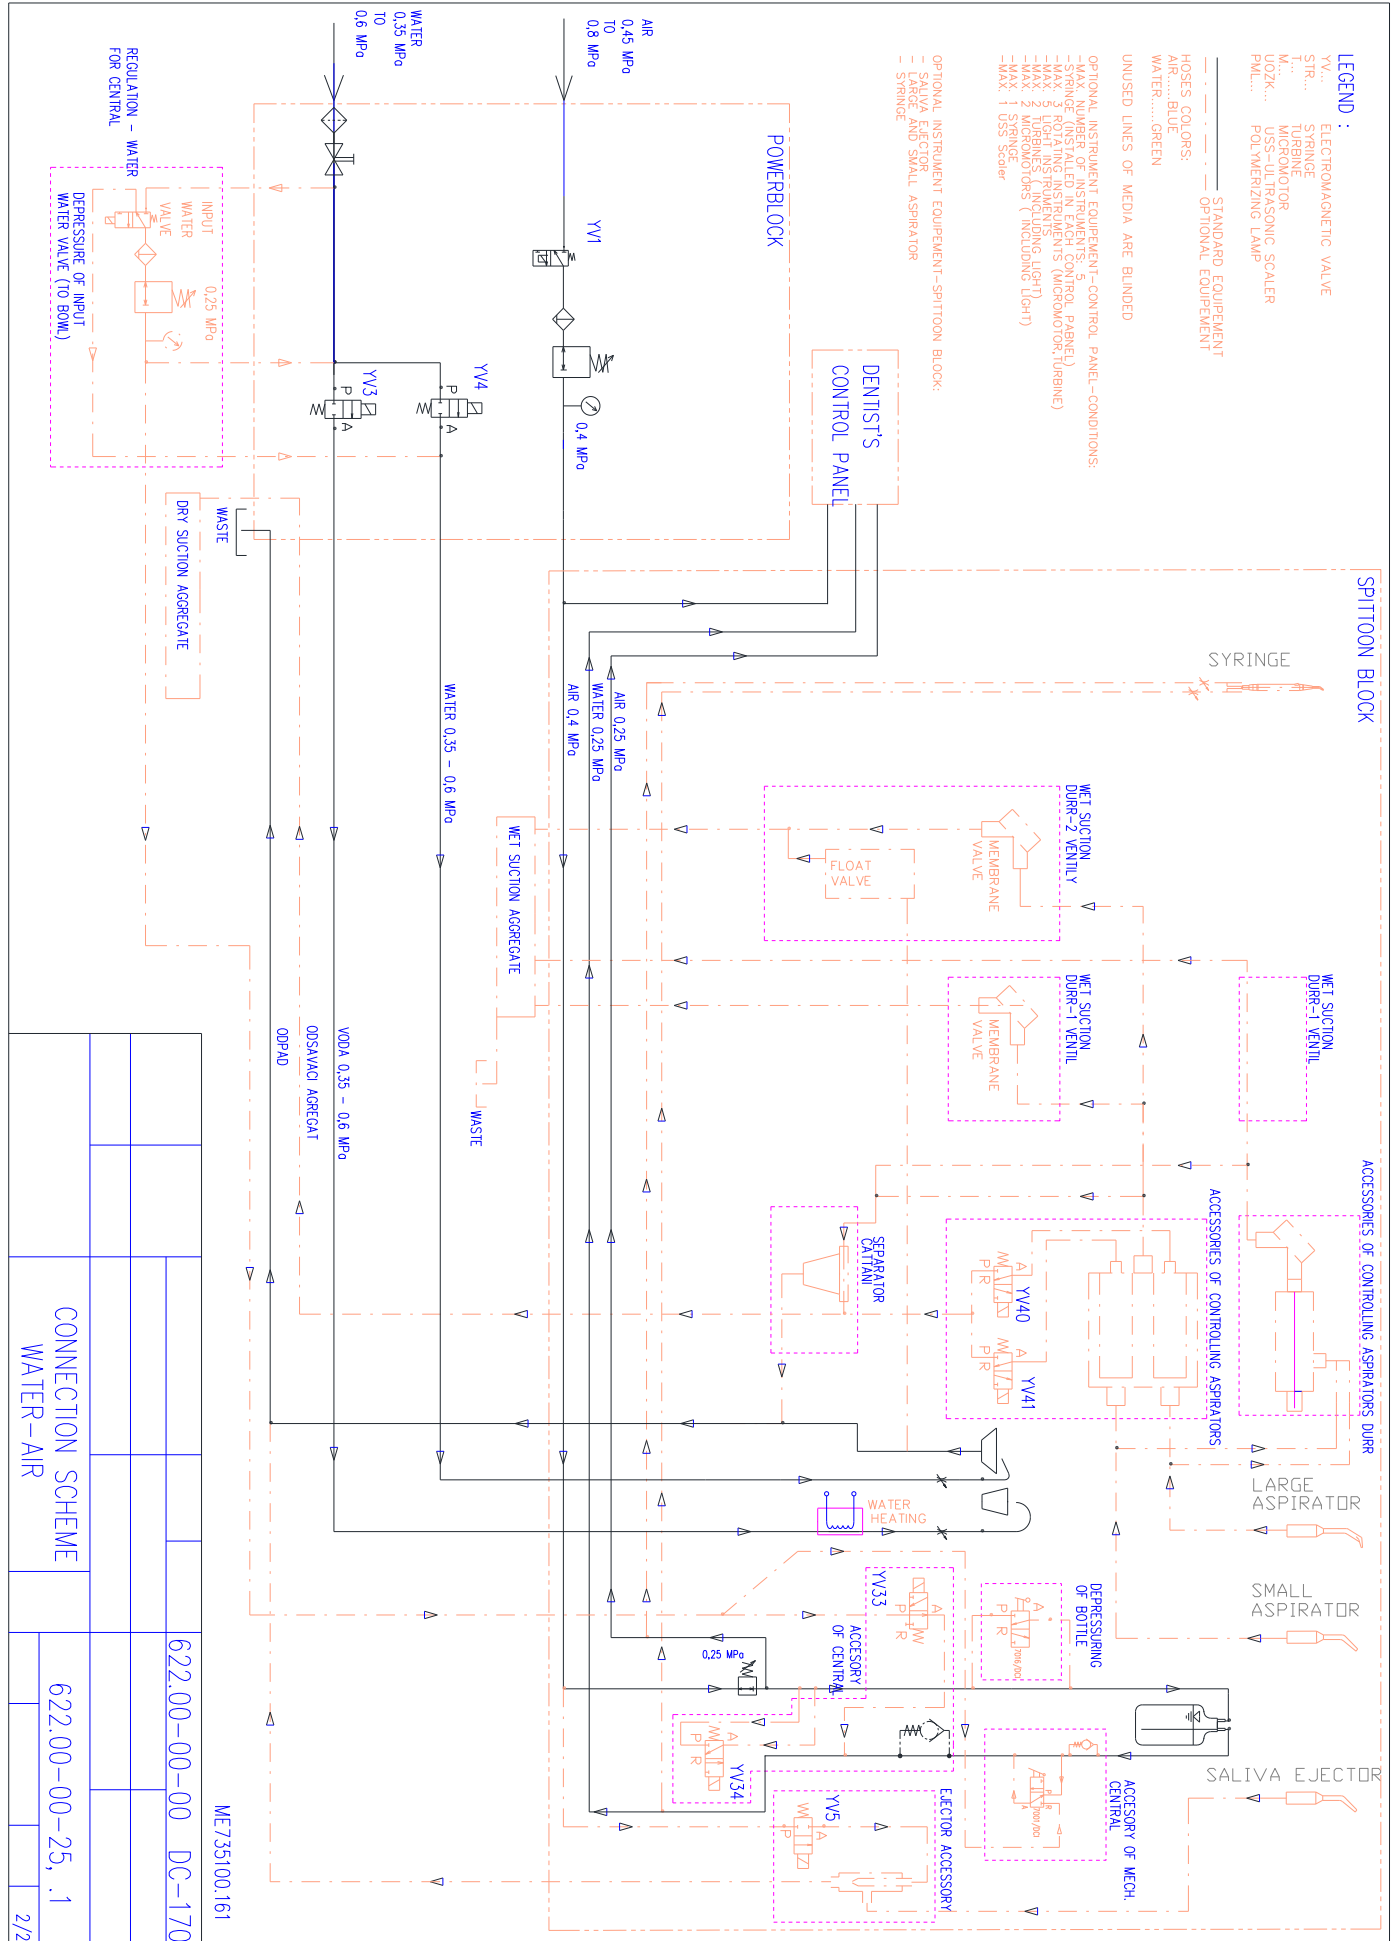 LEGEND :
YV... ELECTROMAGNETIC VALVE
STR... SYRINGE
T... TURBINE
M... MICROMOTOR
UOZK... USS-ULTRASONIC SCALER
PML... POLYMERIZING LAMP
STANDARD EQUIPEMENT
OPTIONAL EQUIPEMENT
HOSES COLORS:
AIR......BLUE
WATER......GREEN
UNUSED LINES OF MEDIA ARE BLINDED
OPTIONAL INSTRUMENT EQUIPEMENT-CONTROL PANEL-CONDITIONS:
-MAX. NUMBER OF INSTRUMENTS: 5
-SYRINGE (INSTALLED IN EACH CONTROL PABNEL)
-MAX. 3 ROTATING INSTRUMENTS (MICROMOTOR,TURBINE)
-MAX. 5 LIGHT INSTRUMENTS
-MAX. 2 TURBINES (INCLUDING LIGHT)
-MAX. 2 MICROMOTORS (INCLUDING LIGHT)
-MAX. 1 SYRINGE
-MAX. 1 USS Scaler
OPTIONAL INSTRUMENT EQUIPEMENT-SPITTOON BLOCK:
- SALIVA EJECTOR
- LARGE AND SMALL ASPIRATOR
- SYRINGE
AIR
0,45 MPa
TO
0,8 MPa
WATER
0,35 MPa
TO
0,6 MPa
REGULATION - WATER
FOR CENTRAL
POWERBLOCK
YV1
0,4 MPa
YV4
P
A
YV3
P
A
INPUT
WATER
VALVE
0,25 MPa
DEPRESSURE OF INPUT
WATER VALVE (TO BOWL)
DENTIST'S
CONTROL PANEL
WASTE
DRY SUCTION AGGREGATE
SPITTOON BLOCK
SYRINGE
AIR 0,25 MPa
WATER 0,25 MPa
AIR 0,4 MPa
WATER 0,35 - 0,6 MPa
WET SUCTION
DURR-2 VENTILY
MEMBRANE
VALVE
FLOAT
VALVE
WET SUCTION AGGREGATE
WET SUCTION
DURR-1 VENTIL
WET SUCTION
DURR-1 VENTIL
MEMBRANE
VALVE
WASTE
VODA 0,35 - 0,6 MPa
ODSAVACI AGREGAT
ODPAD
ACCESSORIES OF CONTROLLING ASPIRATORS DURR
ACCESSORIES OF CONTROLLING ASPIRATORS
SEPARATOR
CATTANI
YV40
A
P R
YV41
A
P R
LARGE
ASPIRATOR
SMALL
ASPIRATOR
SALIVA EJECTOR
WATER
HEATING
YV33
A
P R
ACCESORY
OF CENTRAL
DEPRESSURING
OF BOTTLE
A
P R
7016/DCI
0,25 MPa
YV34
A
P R
ACCESORY OF MECH.
CENTRAL
A
P R
A
7001/DCI
EJECTOR ACCESSORY
YV5
A
P
ME735100.161
622.00-00-00 DC-170
CONNECTION SCHEME
WATER-AIR
622.00-00-25, .1
2/2